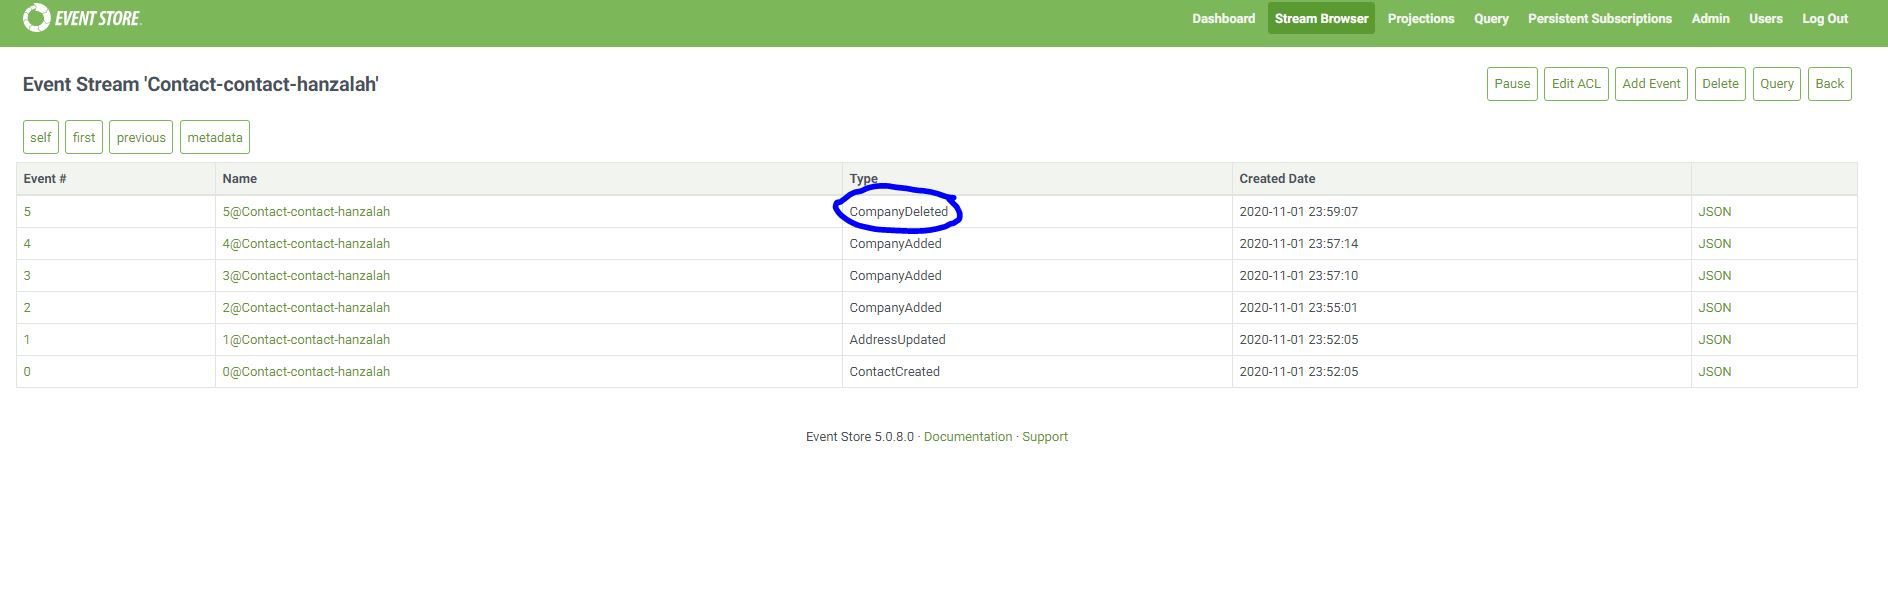 EVENT STORE. Dashboard Stream Browser Projections Query Persistent Subscriptions Admin Users Log Out
Event Stream 'Contact-contact-hanzalah' Pause Edit ACL Add Event Delete Query Back
self first previous metadata
Event # Name Type Created Date
5 5@Contact-contact-hanzalah CompanyDeleted 2020-11-01 23:59:07 JSON
4 4@Contact-contact-hanzalah CompanyAdded 2020-11-01 23:57:14 JSON
3 3@Contact-contact-hanzalah CompanyAdded 2020-11-01 23:57:10 JSON
2 2@Contact-contact-hanzalah CompanyAdded 2020-11-01 23:55:01 JSON
1 1@Contact-contact-hanzalah AddressUpdated 2020-11-01 23:52:05 JSON
0 0@Contact-contact-hanzalah ContactCreated 2020-11-01 23:52:05 JSON
Event Store 5.0.8.0 · Documentation · Support